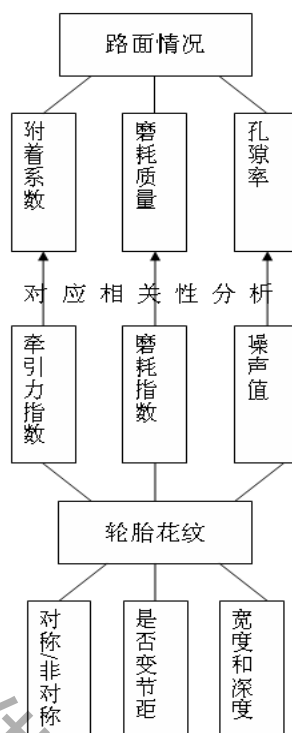 路面情况
附着系数
磨耗质量
孔隙率
对应相关性分析
牵引力指数
磨耗指数
噪声值
轮胎花纹
对称/非对称
是否变节距
宽度和深度